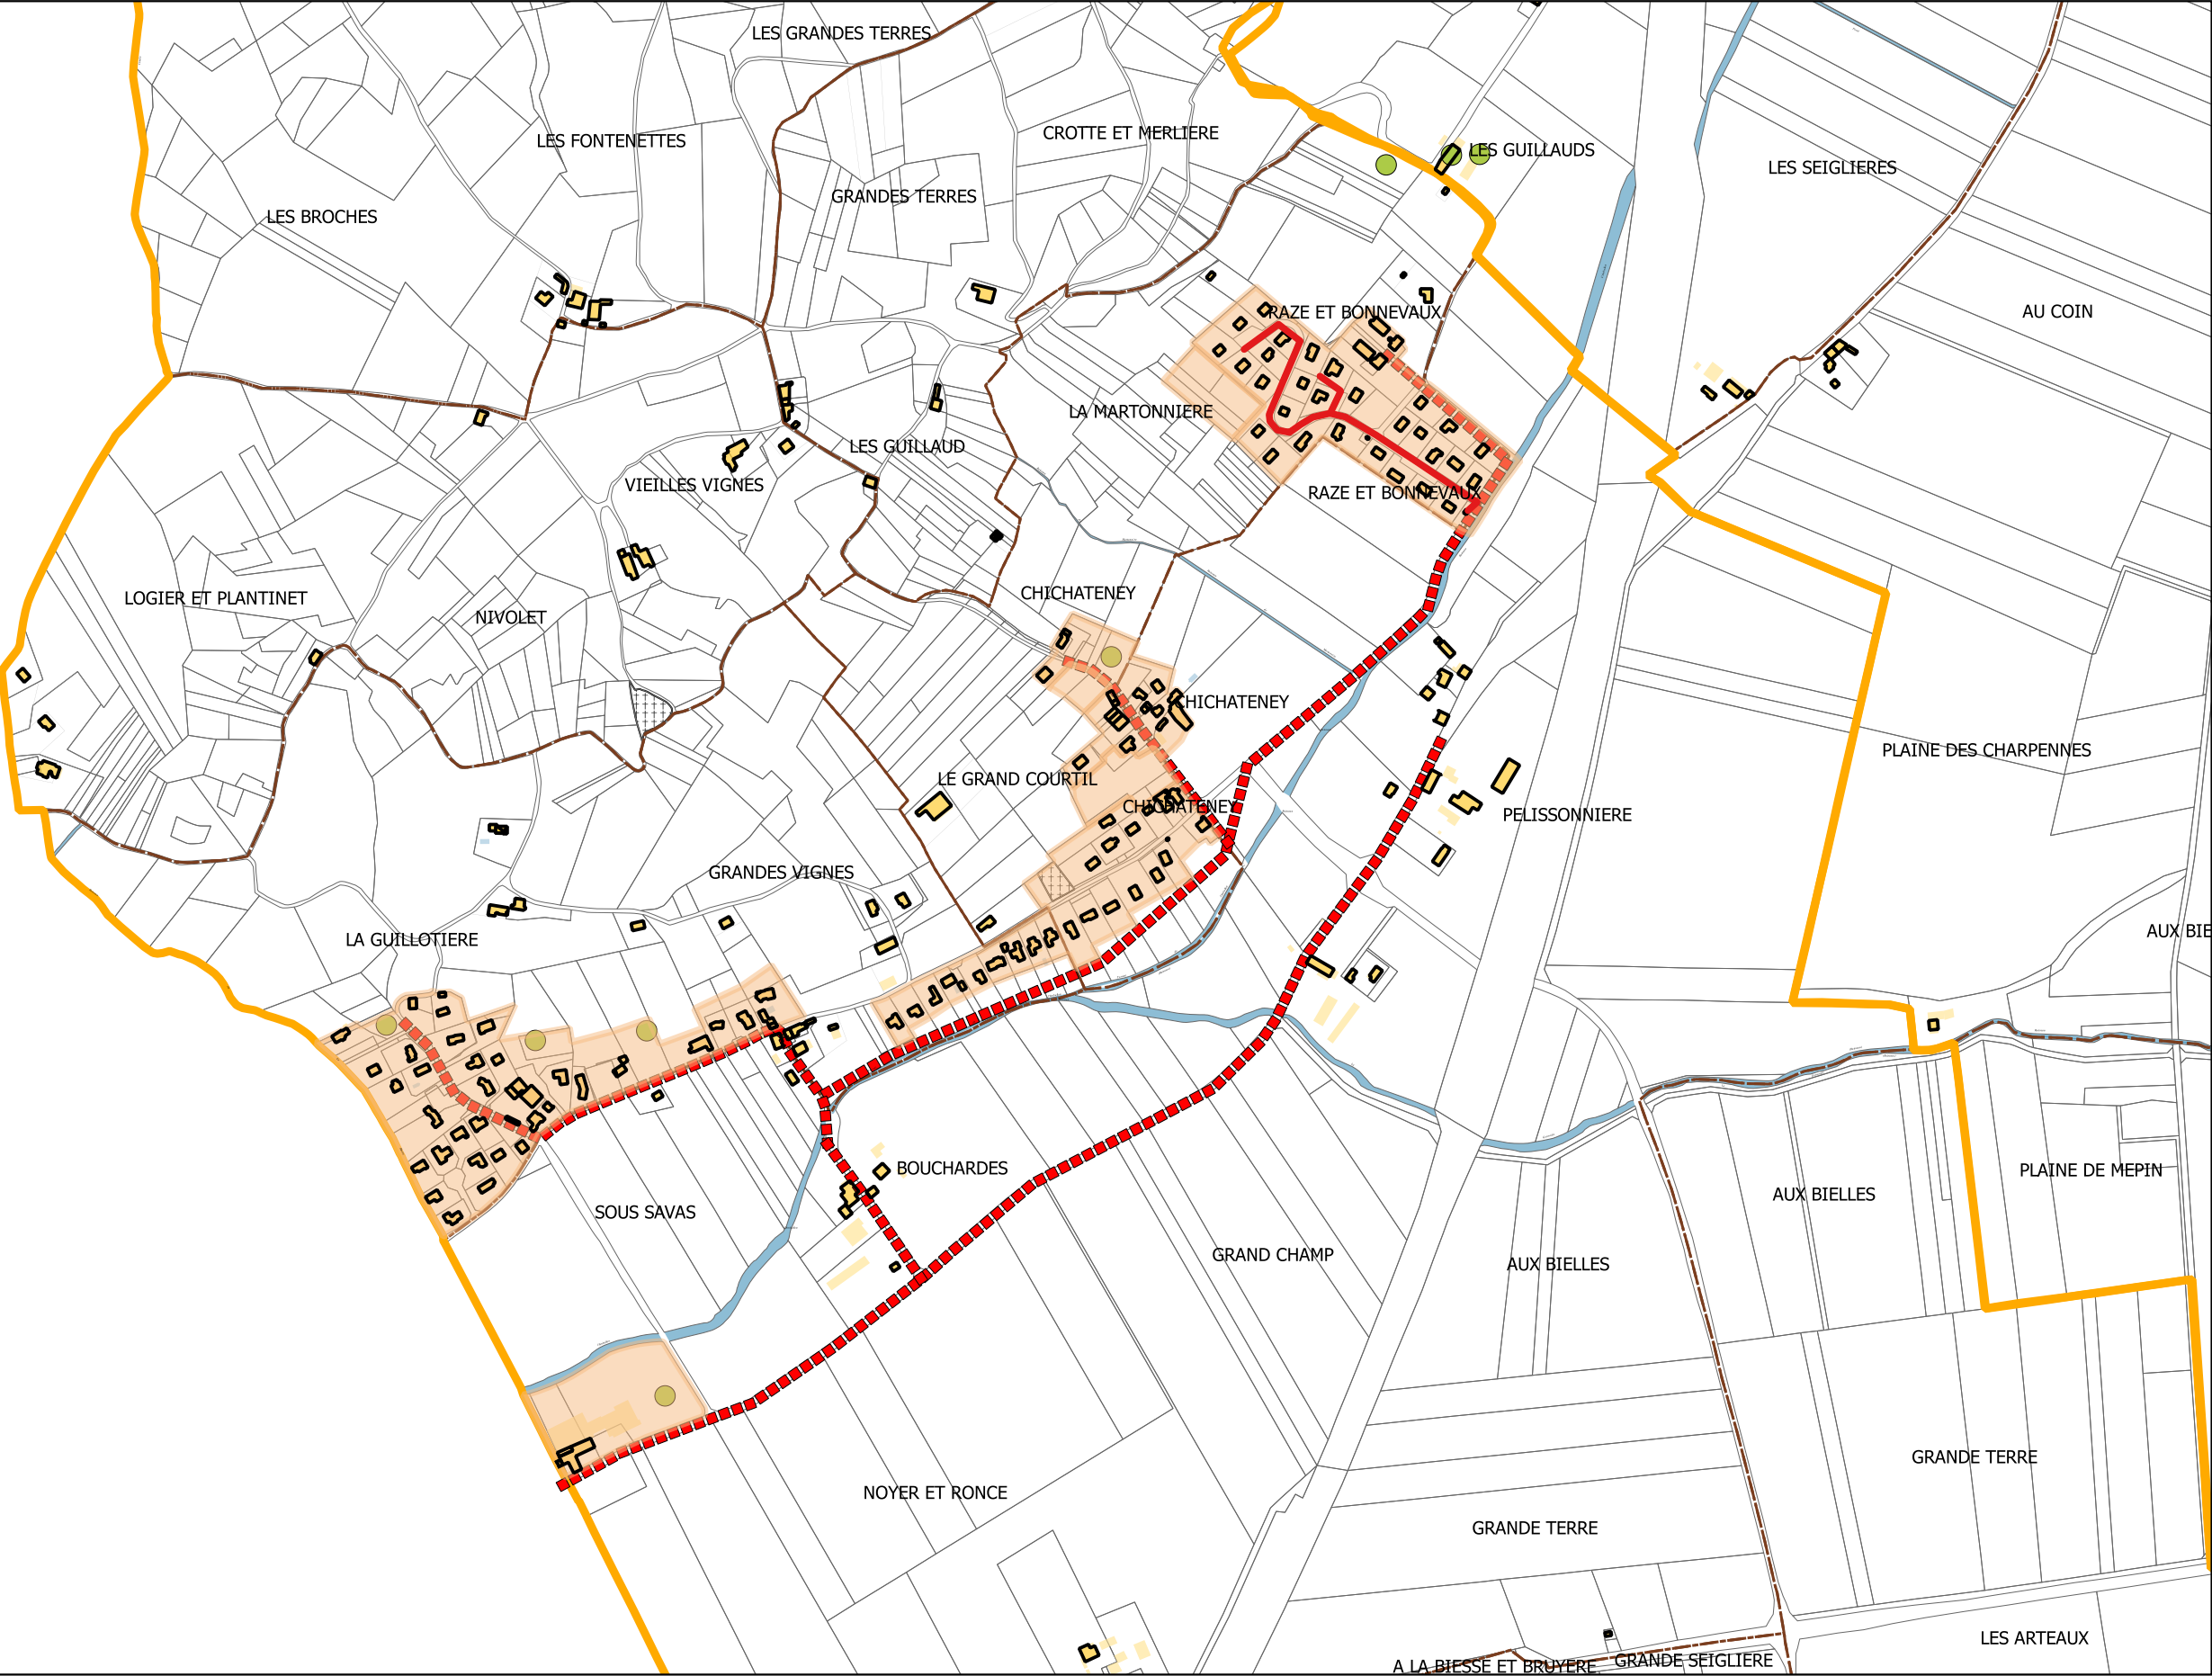 LES GRANDES TERRES
LES FONTENETTES
CROTTE ET MERLIERE
LES GUILLAUDS
LES SEIGLIERES
GRANDES TERRES
LES BROCHES
RAZE ET BONNEVAUX
AU COIN
LA MARTONNIERE
LES GUILLAUD
VIEILLES VIGNES
RAZE ET BONNEVAUX
CHICHATENEY
LOGIER ET PLANTINET
NIVOLET
CHICHATENEY
PLAINE DES CHARPENNES
LE GRAND COURTIL
CHICHATENEY
PELISSONNIERE
GRANDES VIGNES
LA GUILLOTIERE
AUX BIE
BOUCHARDES
PLAINE DE MEPIN
AUX BIELLES
SOUS SAVAS
GRAND CHAMP
AUX BIELLES
GRANDE TERRE
NOYER ET RONCE
GRANDE TERRE
LES ARTEAUX
GRANDE SEIGLIERE
A LA BIESSE ET BRUYERE